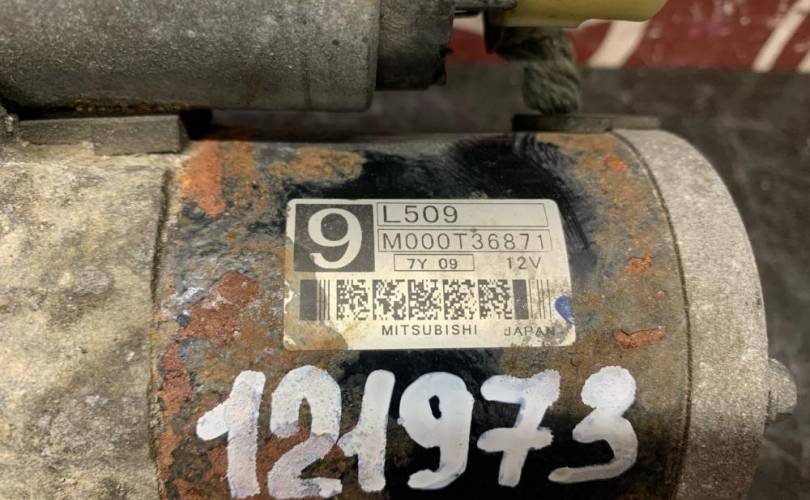 9
L509
M000T36871
7Y 09 12V
MITSUBISHI JAPAN
121973